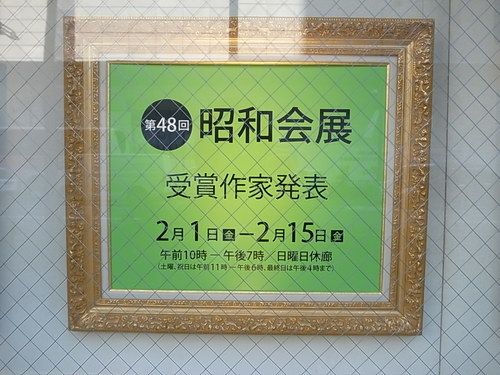 第48回 昭和会展
受賞作家発表
2月1日金ー2月15日金
午前10時ー午後7時／日曜日休廊
(土曜、祝日は午前11時ー午後6時、最終日は午後4時まで)